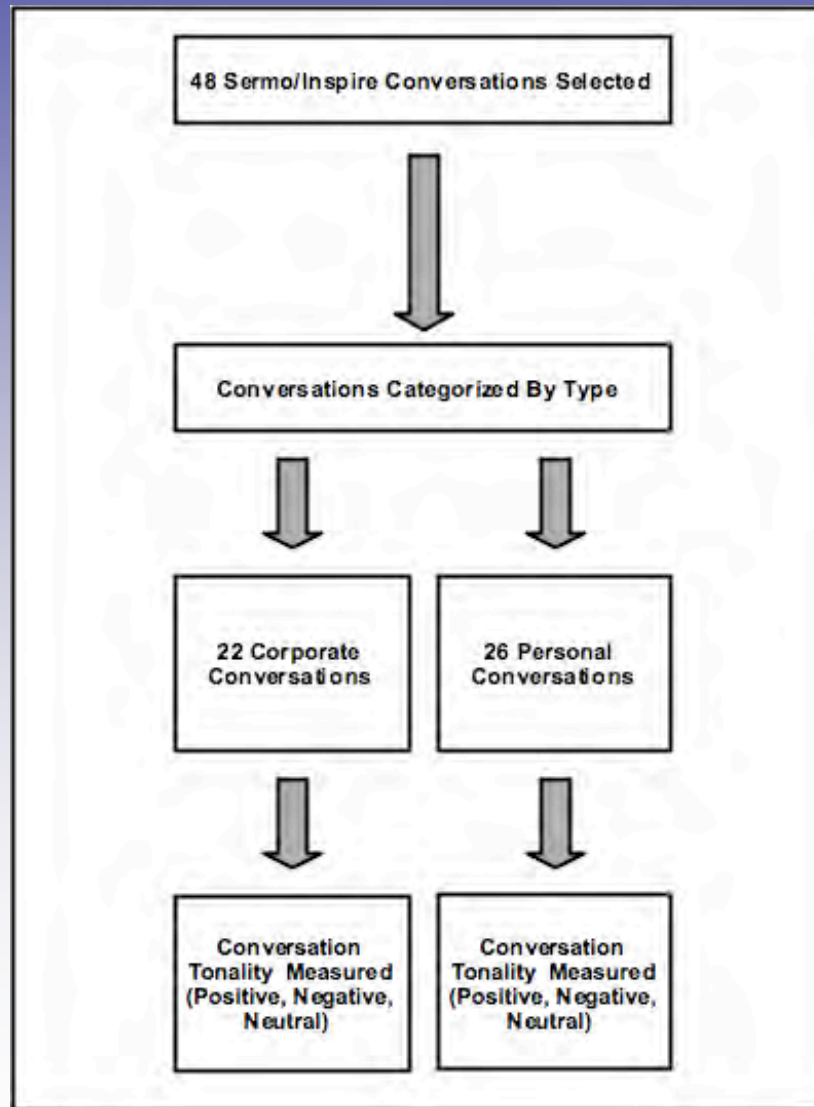 48 Sermo/Inspire Conversations Selected
Conversations Categorized By Type
22 Corporate
Conversations
26 Personal
Conversations
Conversation
Tonality Measured
(Positive, Negative,
Neutral)
Conversation
Tonality Measured
(Positive, Negative,
Neutral)